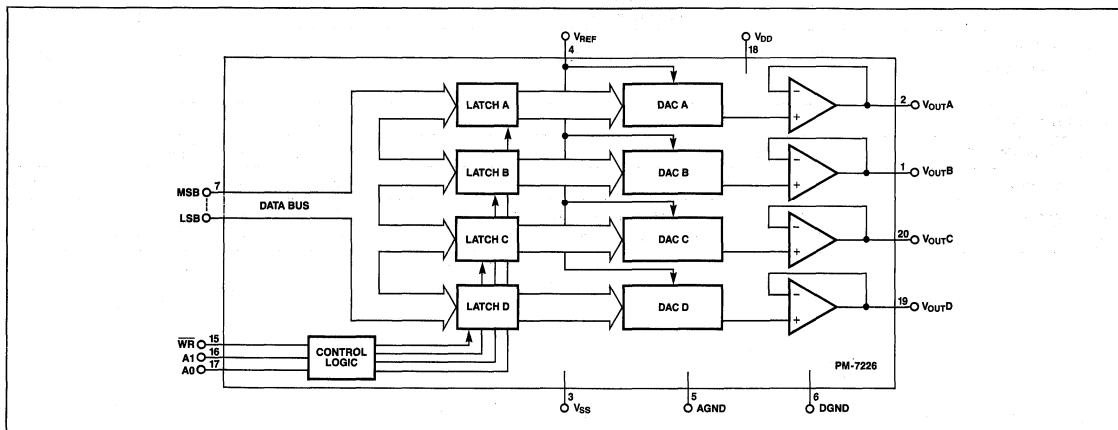 VREF
4
VDD
18
LATCH A
DAC A
−
+
2
VOUTA
LATCH B
DAC B
−
+
1
VOUTB
MSB
7
DATA BUS
LSB
LATCH C
DAC C
−
+
20
VOUTC
LATCH D
DAC D
−
+
19
VOUTD
WR
15
A1
16
A0
17
CONTROL LOGIC
PM-7226
3
VSS
5
AGND
6
DGND